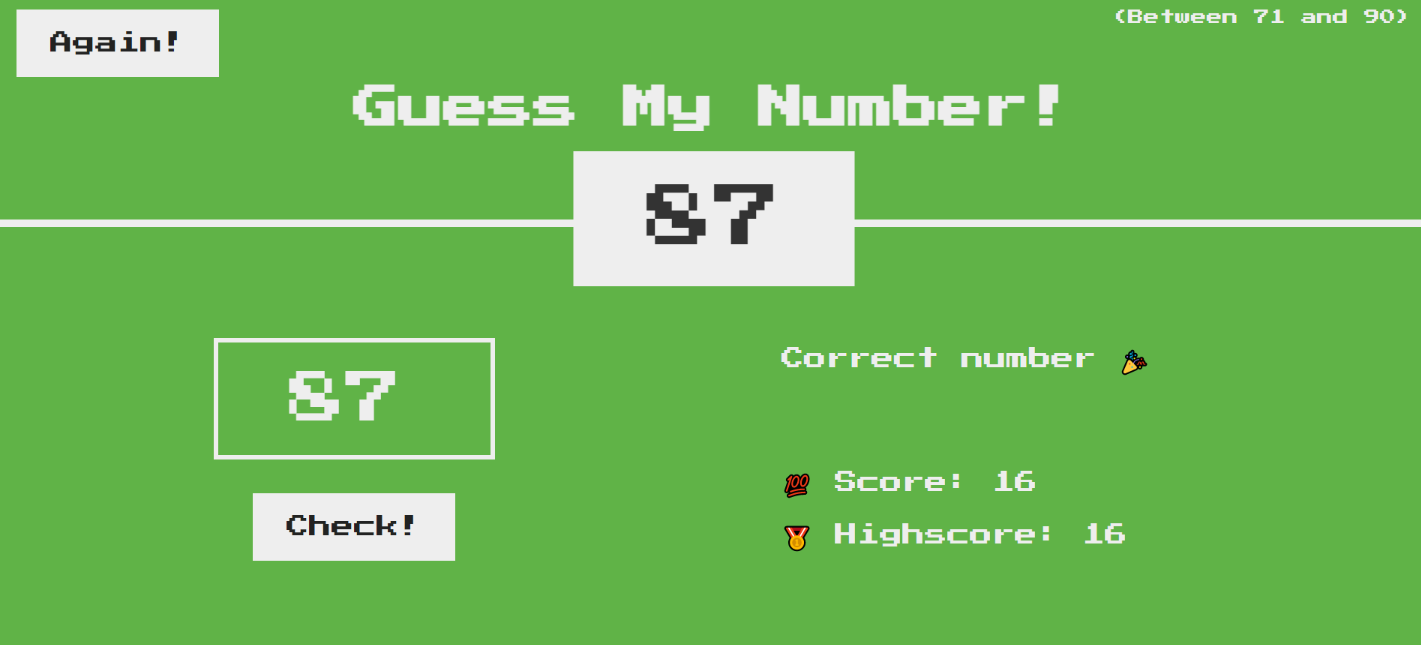 Again!
(Between 71 and 90)
Guess My Number!
87
87
Correct number 🎉
Check!
💯 Score: 16
🥇 Highscore: 16